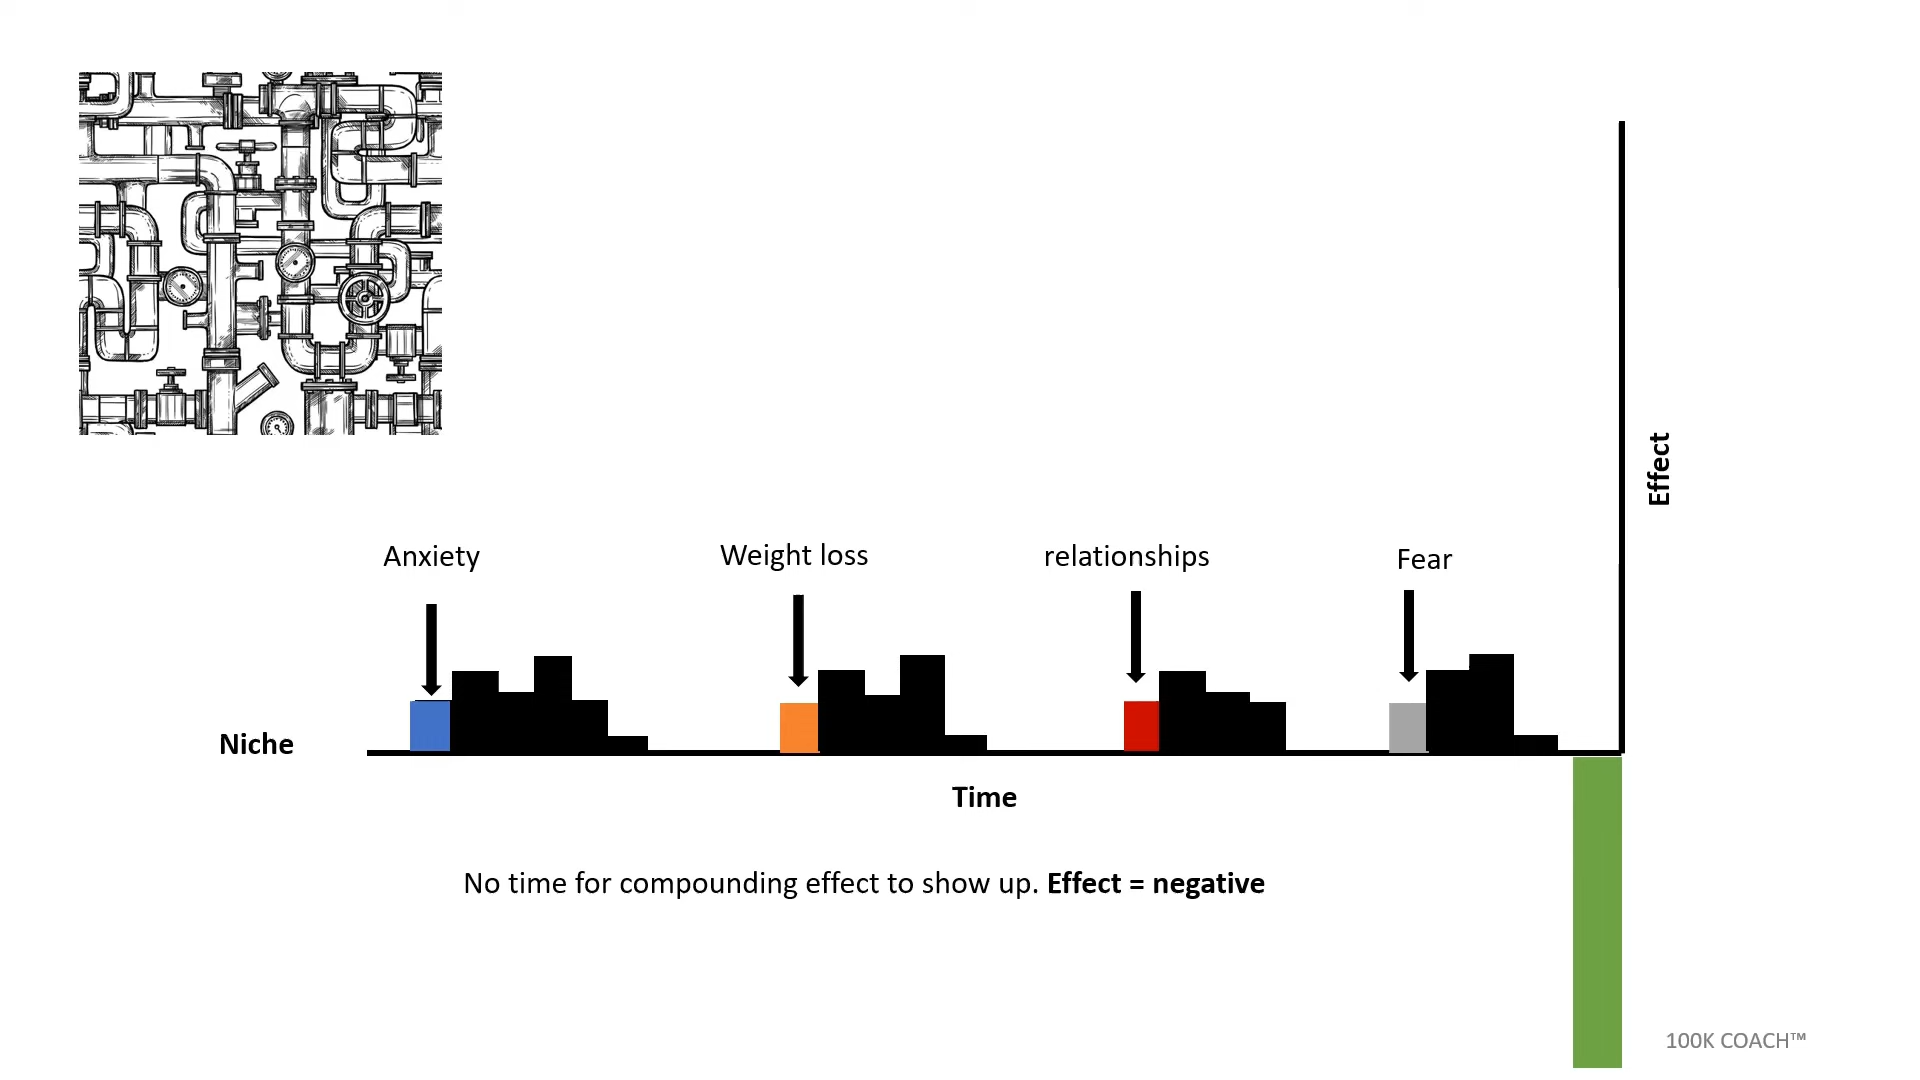 Effect
Anxiety
Weight loss
relationships
Fear
Niche
Time
No time for compounding effect to show up. Effect = negative
100K COACH™